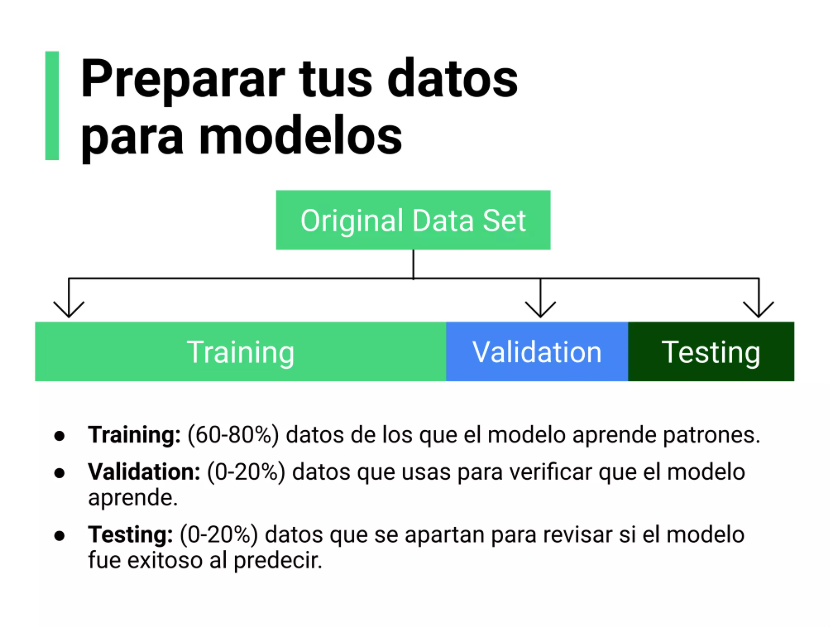 Preparar tus datos
para modelos
Original Data Set
Training
Validation
Testing
● Training: (60-80%) datos de los que el modelo aprende patrones.
● Validation: (0-20%) datos que usas para verificar que el modelo
aprende.
● Testing: (0-20%) datos que se apartan para revisar si el modelo
fue exitoso al predecir.